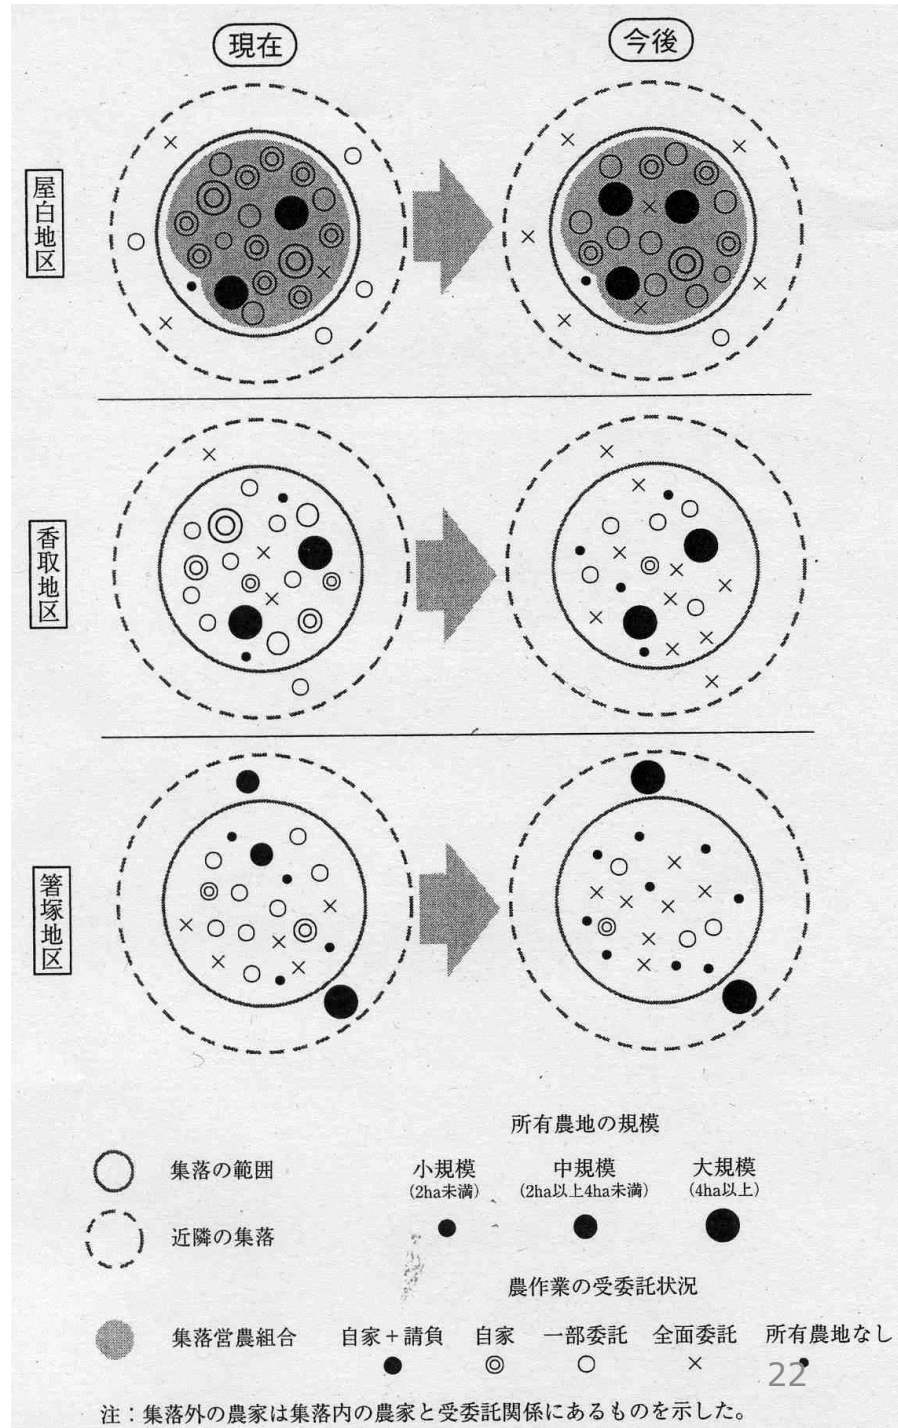 現在
今後
屋白地区
香取地区
箸塚地区
所有農地の規模
集落の範囲
小規模
(2ha未満)
中規模
(2ha以上4ha未満)
大規模
(4ha以上)
近隣の集落
農作業の受委託状況
集落営農組合
自家+請負
自家
一部委託
全面委託
所有農地なし
22
注:集落外の農家は集落内の農家と受委託関係にあるものを示した。